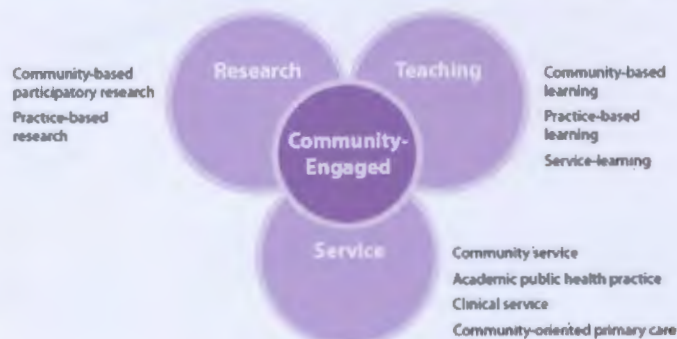 Research
Teaching
Community-based
participatory research
Practice-based
research
Community-
Engaged
Community-based
learning
Practice-based
learning
Service-learning
Service
Community service
Academic public health practice
Clinical service
Community-oriented primary care